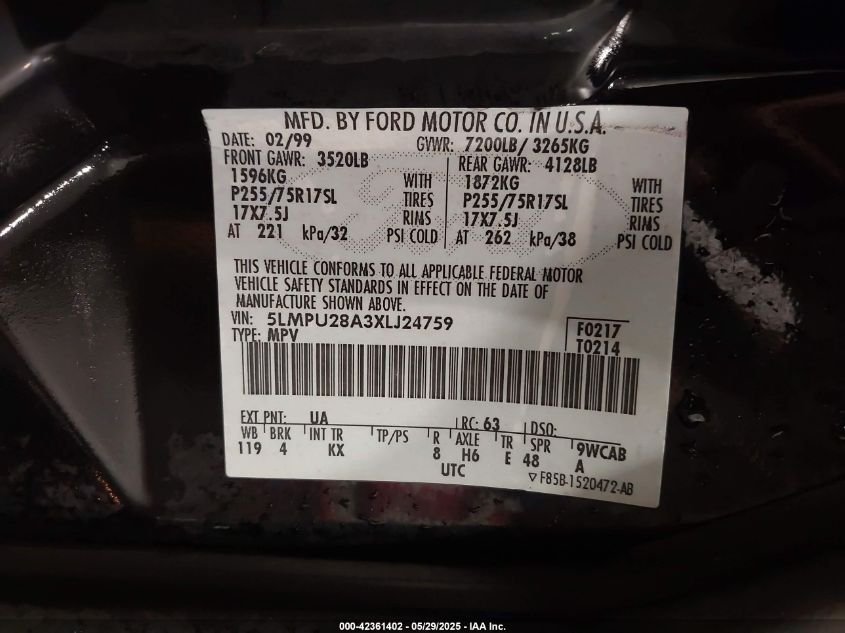 MFD. BY FORD MOTOR CO. IN U.S.A.
DATE: 02/99 GVWR: 7200LB/ 3265KG
FRONT GAWR: 3520LB REAR GAWR: 4128LB
1596KG WITH 1872KG WITH
P255/75R17SL TIRES P255/75R17SL TIRES
17X7.5J RIMS 17X7.5J RIMS
AT 221 kPa/32 PSI COLD AT 262 kPa/38 PSI COLD
THIS VEHICLE CONFORMS TO ALL APPLICABLE FEDERAL MOTOR
VEHICLE SAFETY STANDARDS IN EFFECT ON THE DATE OF
MANUFACTURE SHOWN ABOVE.
VIN: 5LMPU28A3XLJ24759 F0217
TYPE: MPV T0214
EXT PNT: UA RC: 63 DSO:
WB BRK INT TR TP/PS R AXLE TR SPR 9WCAB
119 4 KX 8 H6 E 48 A
UTC
▽ F85B-1520472-AB
000-42361402 - 05/29/2025 - IAA Inc.